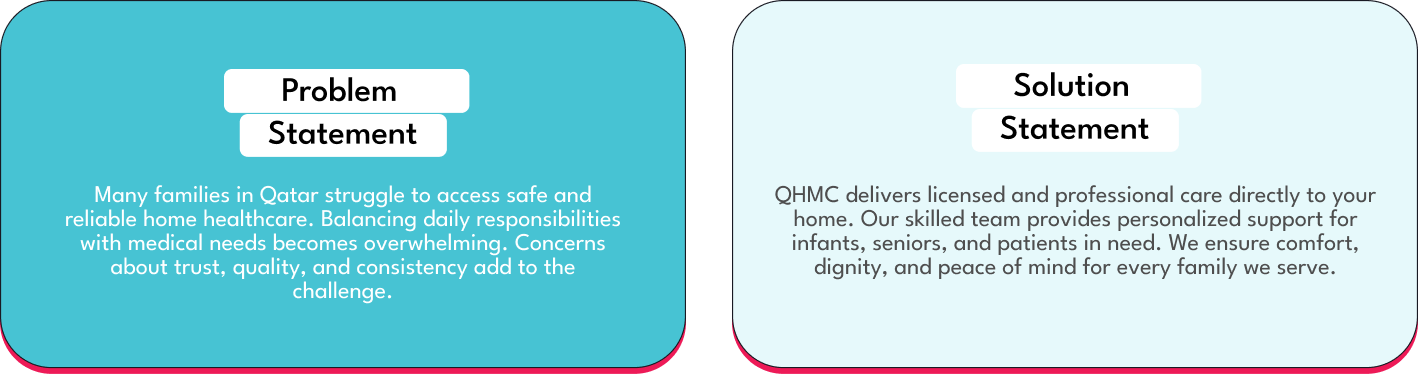 Problem
Statement
Many families in Qatar struggle to access safe and
reliable home healthcare. Balancing daily responsibilities
with medical needs becomes overwhelming. Concerns
about trust, quality, and consistency add to the
challenge.
Solution
Statement
QHMC delivers licensed and professional care directly to your
home. Our skilled team provides personalized support for
infants, seniors, and patients in need. We ensure comfort,
dignity, and peace of mind for every family we serve.